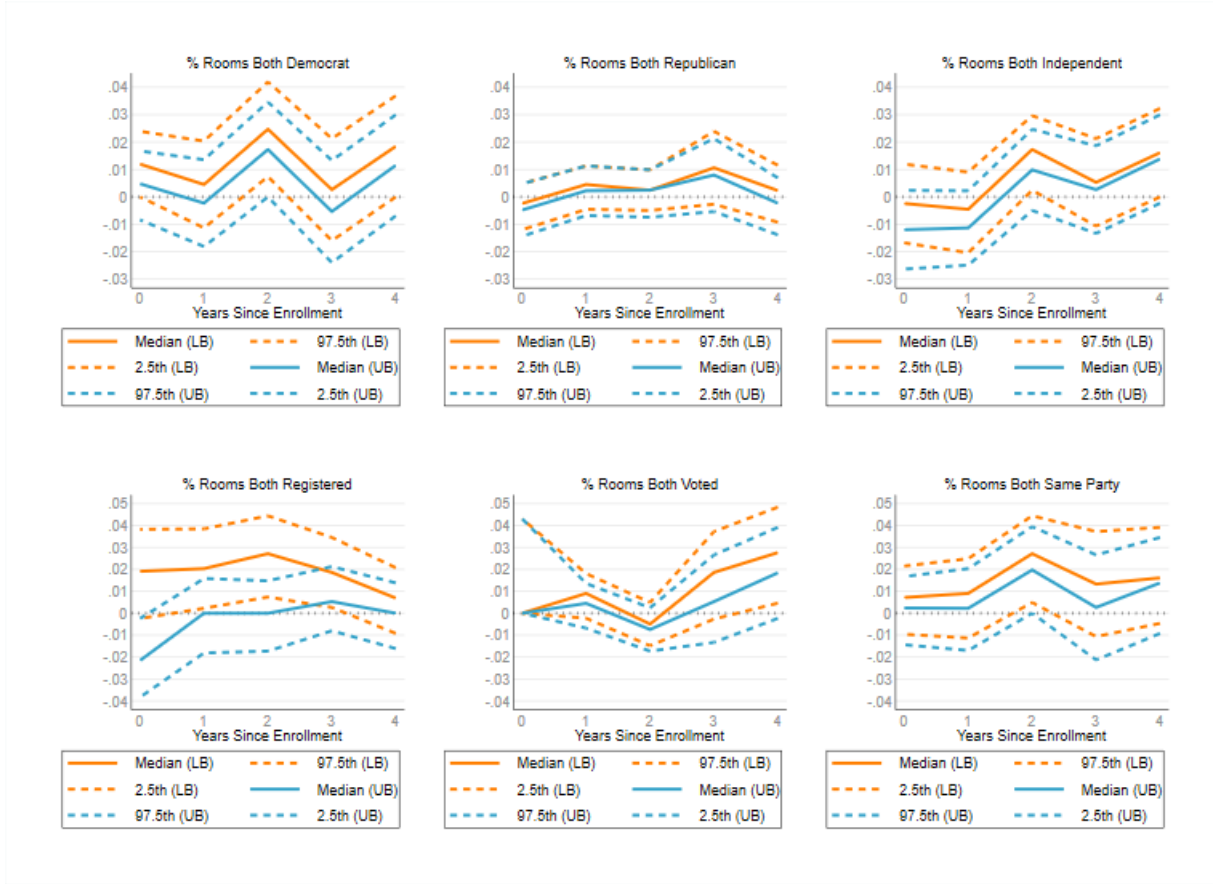 % Rooms Both Democrat
.04
.03
.02
.01
0
-.01
-.02
-.03
0 1 2 3 4
Years Since Enrollment
Median (LB) 97.5th (LB)
2.5th (LB) Median (UB)
97.5th (UB) 2.5th (UB)
% Rooms Both Republican
.04
.03
.02
.01
0
-.01
-.02
-.03
0 1 2 3 4
Years Since Enrollment
Median (LB) 97.5th (LB)
2.5th (LB) Median (UB)
97.5th (UB) 2.5th (UB)
% Rooms Both Independent
.04
.03
.02
.01
0
-.01
-.02
-.03
0 1 2 3 4
Years Since Enrollment
Median (LB) 97.5th (LB)
2.5th (LB) Median (UB)
97.5th (UB) 2.5th (UB)
% Rooms Both Registered
.05
.04
.03
.02
.01
0
-.01
-.02
-.03
-.04
0 1 2 3 4
Years Since Enrollment
Median (LB) 97.5th (LB)
2.5th (LB) Median (UB)
97.5th (UB) 2.5th (UB)
% Rooms Both Voted
.05
.04
.03
.02
.01
0
-.01
-.02
-.03
-.04
0 1 2 3 4
Years Since Enrollment
Median (LB) 97.5th (LB)
2.5th (LB) Median (UB)
97.5th (UB) 2.5th (UB)
% Rooms Both Same Party
.05
.04
.03
.02
.01
0
-.01
-.02
-.03
-.04
0 1 2 3 4
Years Since Enrollment
Median (LB) 97.5th (LB)
2.5th (LB) Median (UB)
97.5th (UB) 2.5th (UB)